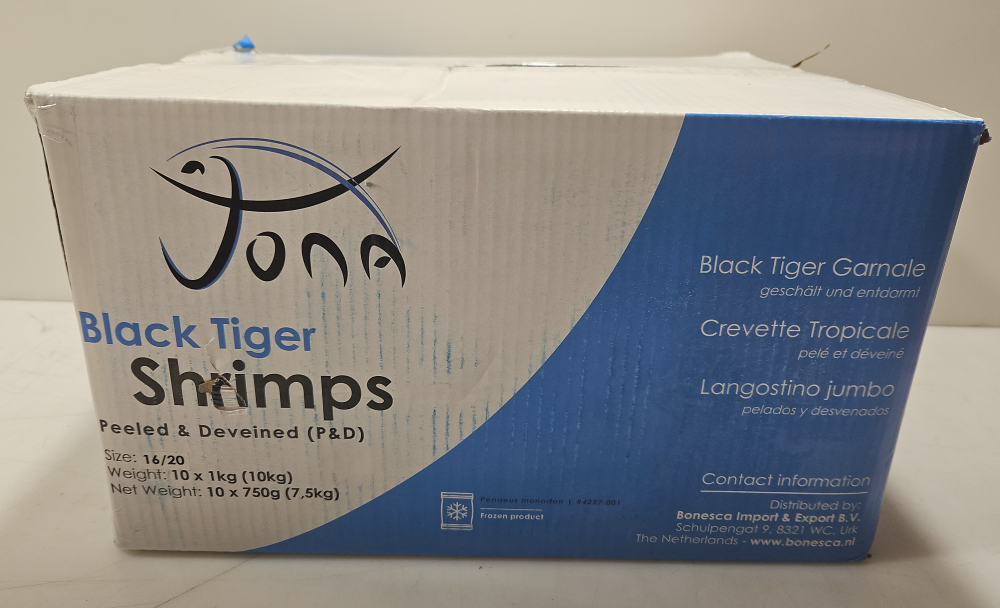 Jona
Black Tiger
Shrimps
Peeled & Deveined (P&D)
Size: 16/20
Weight: 10 x 1kg (10kg)
Net Weight: 10 x 750g (7,5kg)
Black Tiger Garnale
geschält und entdarmt
Crevette Tropicale
pelé et déveiné
Langostino jumbo
pelados y desvenados
Penaeus monodon |
Frozen product
Contact information
Distributed by:
Bonesca Import & Export B.V.
Schulpengat 9, 8321 WC, Urk
The Netherlands - www.bonesca.nl